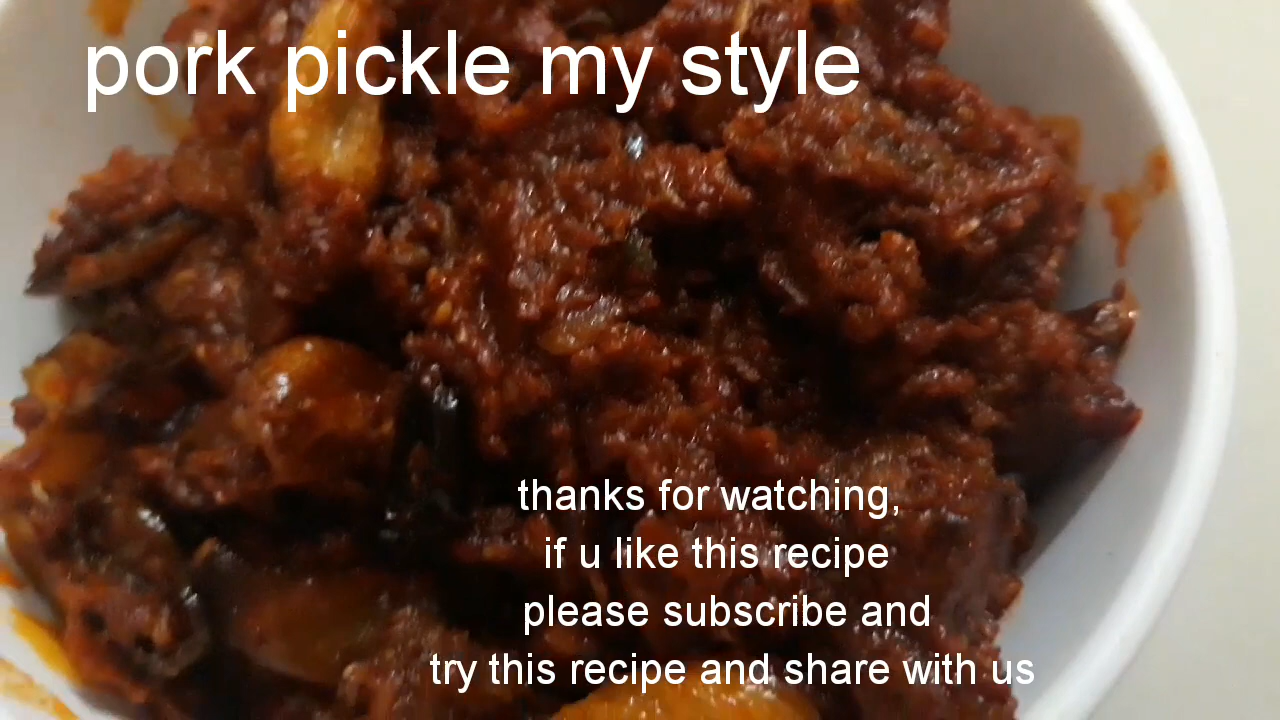 pork pickle my style
thanks for watching,
if u like this recipe
please subscribe and
try this recipe and share with us